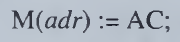 M(adr) := AC;